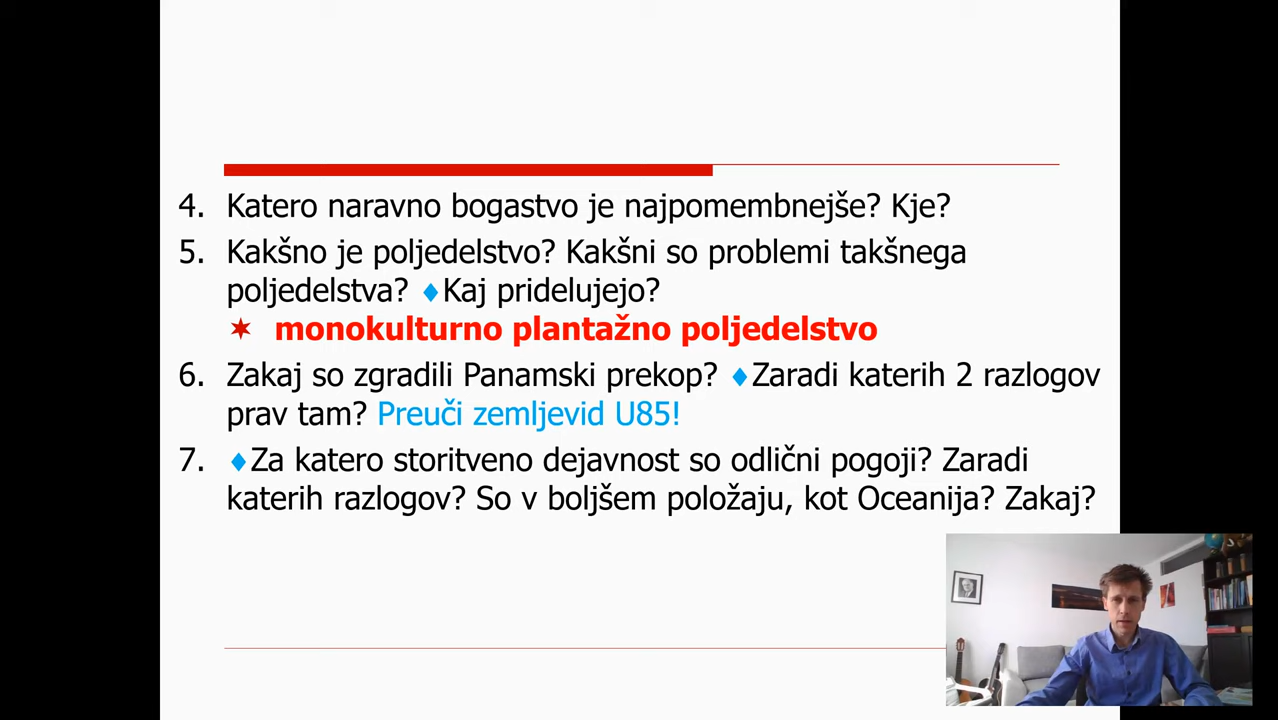 4. Katero naravno bogastvo je najpomembnejše? Kje?
5. Kakšno je poljedelstvo? Kakšni so problemi takšnega
poljedelstva? ♦Kaj pridelujejo?
✶ monokulturno plantažno poljedelstvo
6. Zakaj so zgradili Panamski prekop? ♦Zaradi katerih 2 razlogov
prav tam? Preuči zemljevid U85!
7. ♦Za katero storitveno dejavnost so odlični pogoji? Zaradi
katerih razlogov? So v boljšem položaju, kot Oceanija? Zakaj?